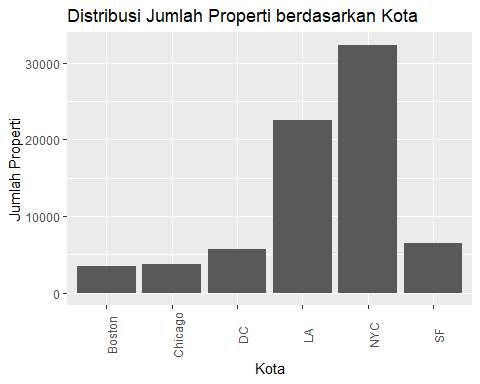 Distribusi Jumlah Properti berdasarkan Kota
Jumlah Properti
30000
20000
10000
0
Boston
Chicago
DC
LA
NYC
SF
Kota